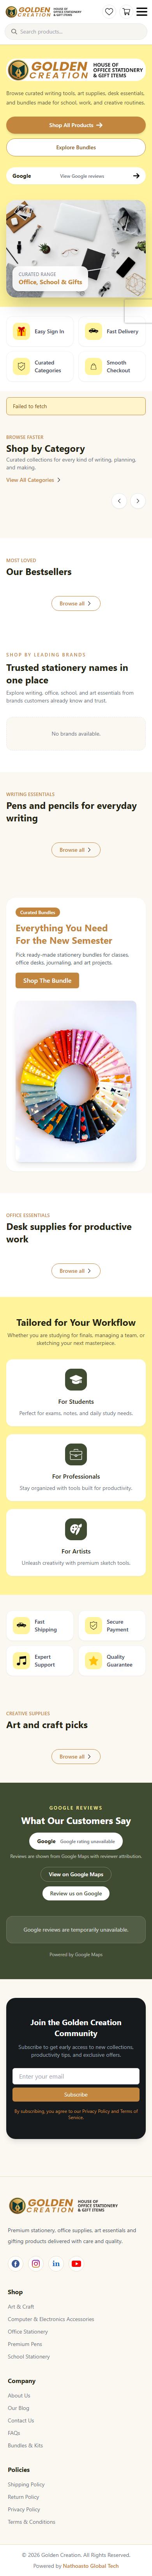 GOLDEN CREATION
HOUSE OF OFFICE, STATIONERY & GIFT ITEMS
Search products...
GOLDEN CREATION
HOUSE OF OFFICE, STATIONERY & GIFT ITEMS
Browse curated writing tools, art supplies, desk essentials,
and bundles made for school, work, and creative routines.
Shop All Products
Explore Bundles
Google
View Google reviews
CURATED RANGE
Office, School & Gifts
Easy Sign In
Fast Delivery
Curated Categories
Smooth Checkout
Failed to fetch
BROWSE FASTER
Shop by Category
Curated collections for every kind of writing, planning,
and making.
View All Categories
MOST LOVED
Our Bestsellers
Browse all
SHOP BY LEADING BRANDS
Trusted stationery names in
one place
Explore writing, office, school, and art essentials from
brands customers already know and trust.
No brands available.
WRITING ESSENTIALS
Pens and pencils for everyday
writing
Browse all
Curated Bundles
Everything You Need
For the New Semester
Pick ready-made stationery bundles for classes,
office desks, journaling, and art projects.
Shop The Bundle
OFFICE ESSENTIALS
Desk supplies for productive
work
Browse all
Tailored for Your Workflow
Whether you are studying for finals, managing a team, or
sketching your next masterpiece.
For Students
Perfect for exams, notes, and daily study needs.
For Professionals
Stay organized with tools built for productivity.
For Artists
Unleash creativity with premium sketch tools.
Fast Shipping
Secure Payment
Expert Support
Quality Guarantee
CREATIVE SUPPLIES
Art and craft picks
Browse all
GOOGLE REVIEWS
What Our Customers Say
Google Google rating unavailable
Reviews are shown from Google Maps with reviewer attribution.
View on Google Maps
Review us on Google
Google reviews are temporarily unavailable.
Powered by Google Maps
Join the Golden Creation
Community
Subscribe to get early access to new collections,
productivity tips, and exclusive offers.
Enter your email
Subscribe
By subscribing, you agree to our Privacy Policy and Terms of
Service.
GOLDEN CREATION
HOUSE OF OFFICE, STATIONERY & GIFT ITEMS
Premium stationery, office supplies, art essentials and
gifting products delivered with care and quality.
Shop
Art & Craft
Computer & Electronics Accessories
Office Stationery
Premium Pens
School Stationery
Company
About Us
Our Blog
Contact Us
FAQs
Bundles & Kits
Policies
Shipping Policy
Return Policy
Privacy Policy
Terms & Conditions
© 2026 Golden Creation. All Rights Reserved.
Powered by Nathoanto Global Tech